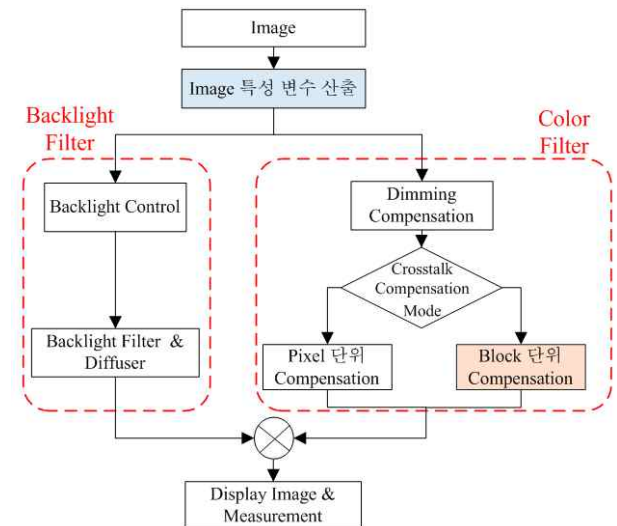 Image
Image 특성 변수 산출
Backlight
Filter
Color
Filter
Backlight Control
Dimming
Compensation
Crosstalk
Compensation
Mode
Backlight Filter &
Diffuser
Pixel 단위
Compensation
Block 단위
Compensation
Display Image &
Measurement